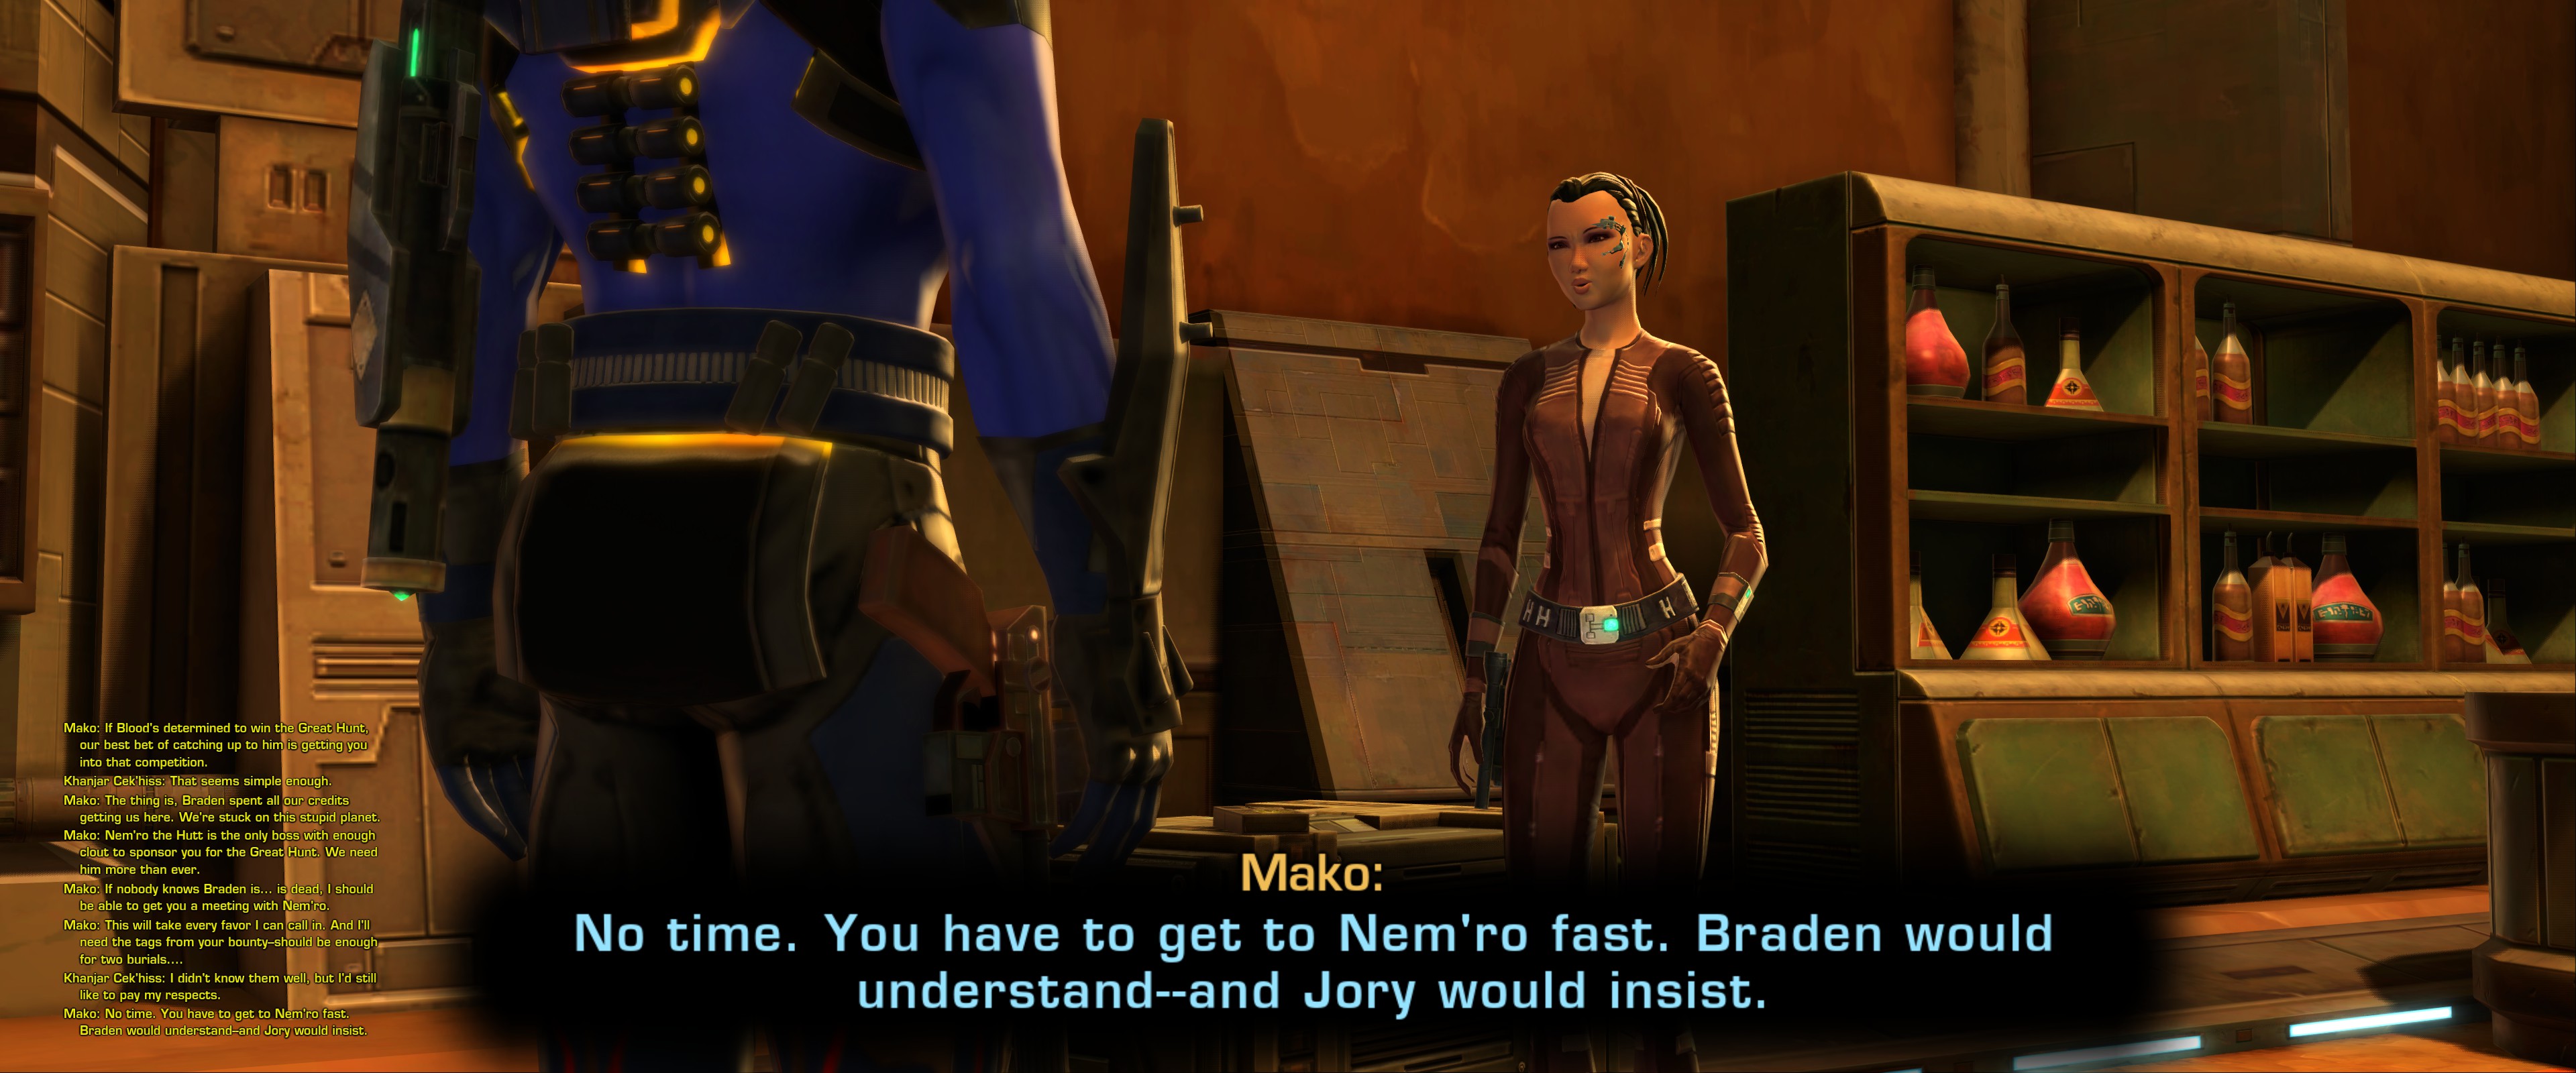 Mako: If Blood's determined to win the Great Hunt,
our best bet of catching up to him is getting you
into that competition.
Khanjar Cek'hiss: That seems simple enough.
Mako: The thing is, Braden spent all our credits
getting us here. We're stuck on this stupid planet.
Mako: Nem'ro the Hutt is the only boss with enough
clout to sponsor you for the Great Hunt. We need
him more than ever.
Mako: If nobody knows Braden is... is dead, I should
be able to get you a meeting with Nem'ro.
Mako: This will take every favor I can call in. And I'll
need the tags from your bounty–should be enough
for two burials....
Khanjar Cek'hiss: I didn't know them well, but I'd still
like to pay my respects.
Mako: No time. You have to get to Nem'ro fast.
Braden would understand–and Jory would insist.
Mako:
No time. You have to get to Nem'ro fast. Braden would
understand--and Jory would insist.